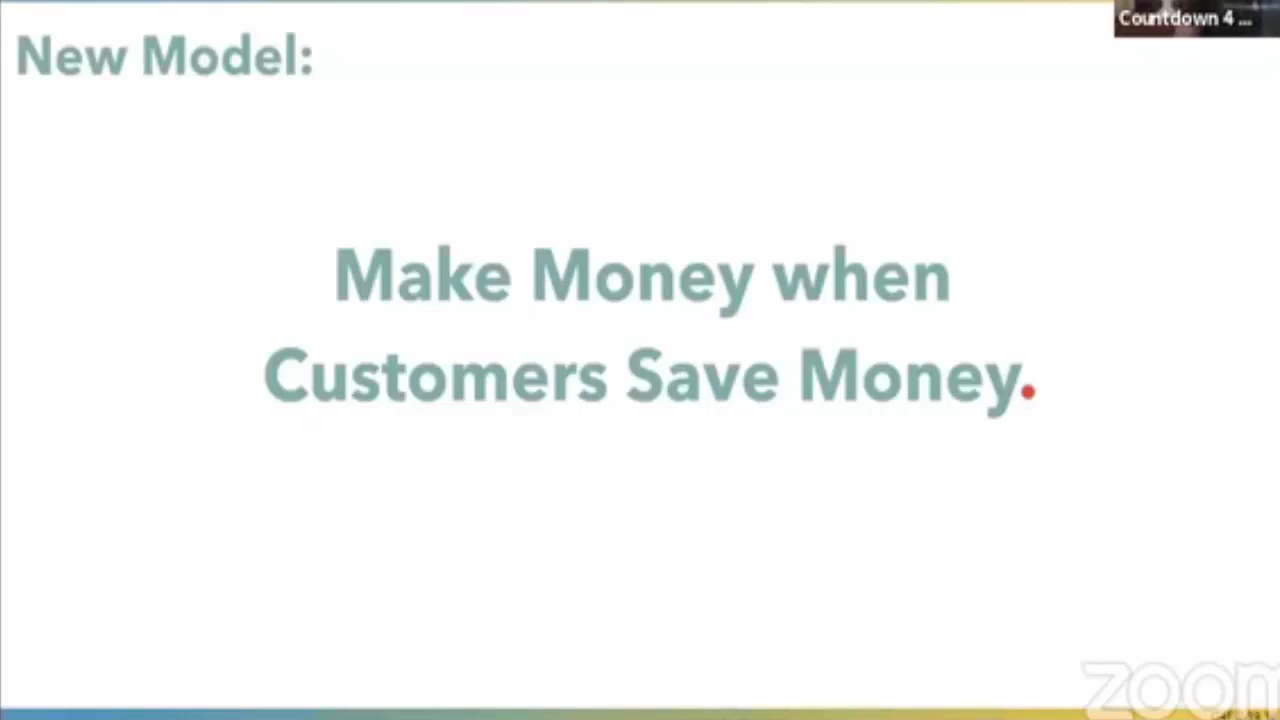 Countdown 4 ...
New Model:
Make Money when
Customers Save Money.
zoom